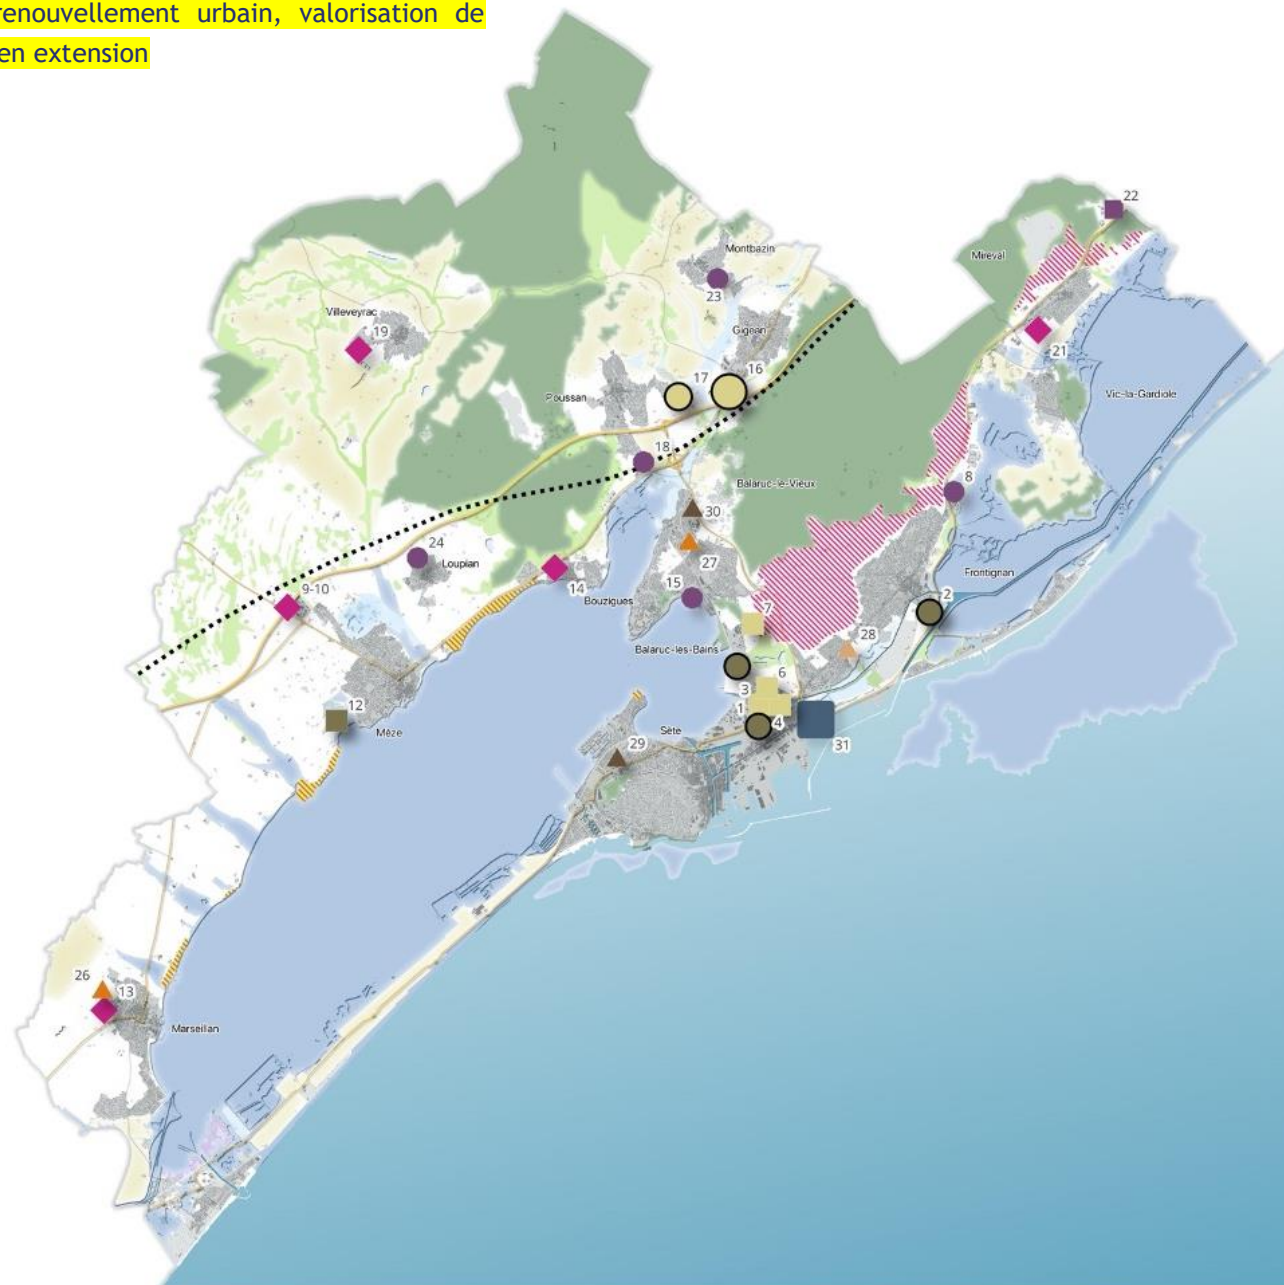 renouvellement urbain, valorisation de
en extension
22
Montbazin
Mireval
23
Villeveyrac
19
Gigean
21
17
16
Poussan
Vic-la-Gardiole
18
8
Balaruc-le-Vieux
30
24
27
Loupian
Frontignan
9-10
14
15
Bouzigues
2
7
28
Balaruc-les-Bains
6
3
12
1
4
Mèze
Sète
31
29
26
13
Marseillan